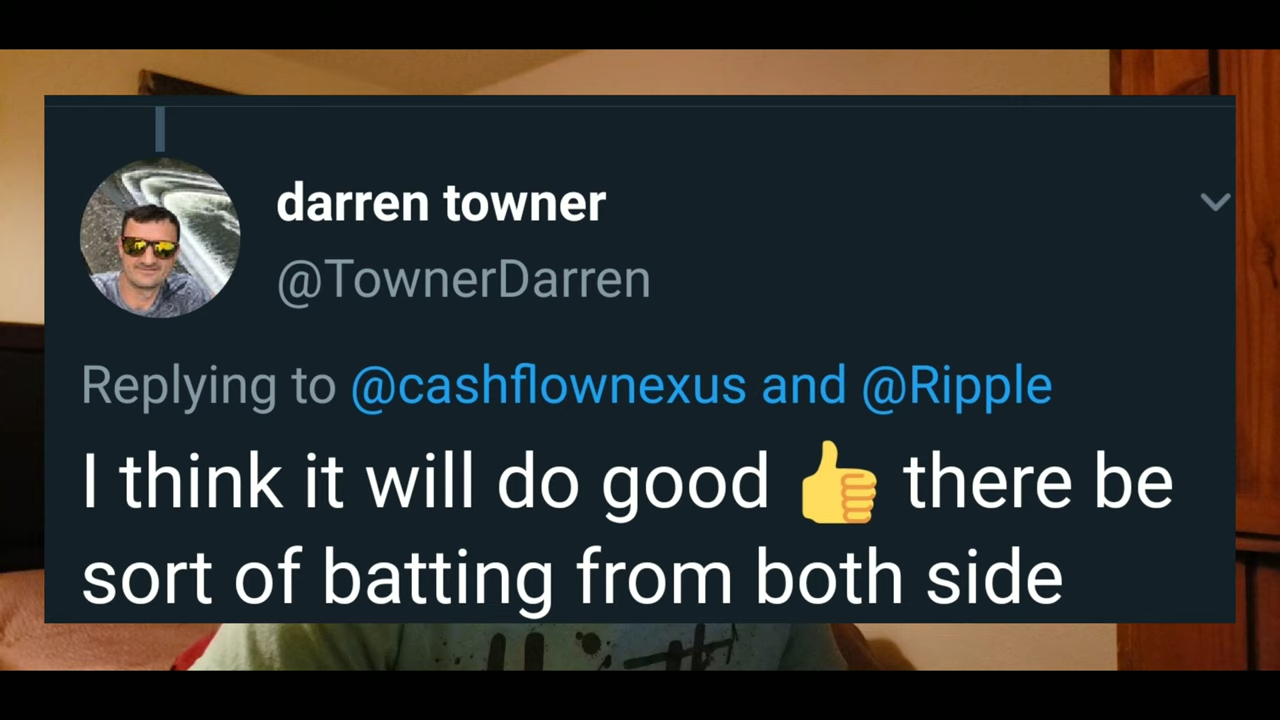 darren towner
@TownerDarren
Replying to @cashflownexus and @Ripple
I think it will do good 👍 there be
sort of batting from both side